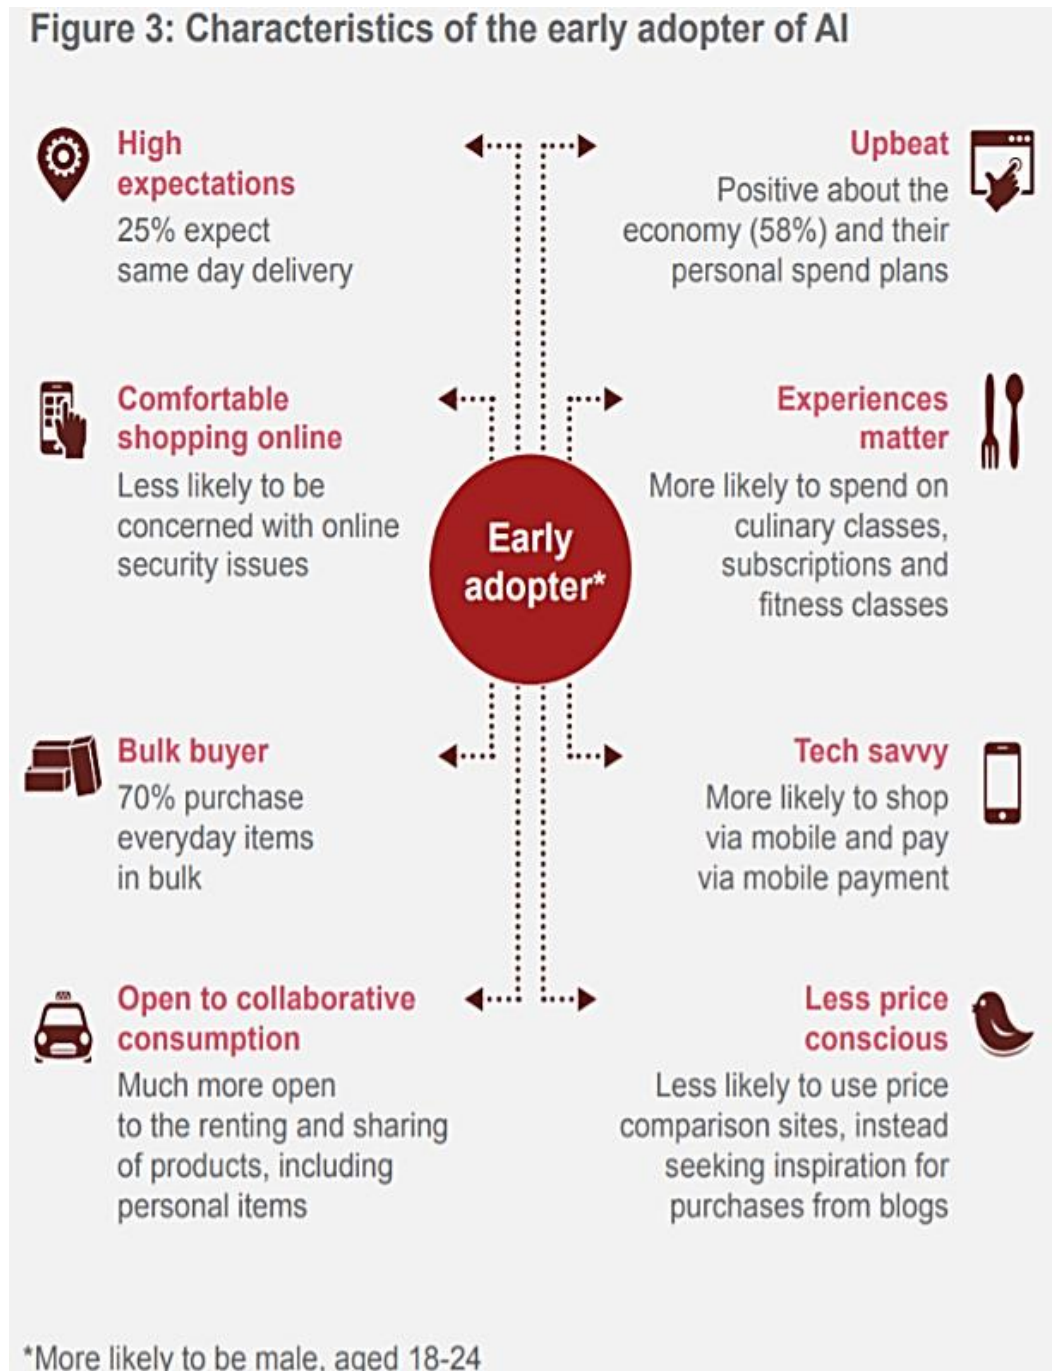 Figure 3: Characteristics of the early adopter of AI
High
expectations
25% expect
same day delivery
Upbeat
Positive about the
economy (58%) and their
personal spend plans
Comfortable
shopping online
Less likely to be
concerned with online
security issues
Experiences
matter
More likely to spend on
culinary classes,
subscriptions and
fitness classes
Early
adopter*
Bulk buyer
70% purchase
everyday items
in bulk
Tech savvy
More likely to shop
via mobile and pay
via mobile payment
Open to collaborative
consumption
Much more open
to the renting and sharing
of products, including
personal items
Less price
conscious
Less likely to use price
comparison sites, instead
seeking inspiration for
purchases from blogs
*More likely to be male, aged 18-24